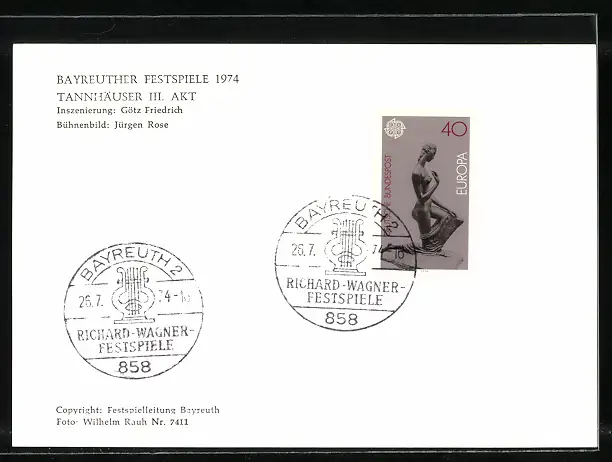 BAYREUTHER FESTSPIELE 1974
TANNHÄUSER III. AKT
Inszenierung: Götz Friedrich
Bühnenbild: Jürgen Rose
40
EUROPA
DEUTSCHE BUNDESPOST
BAYREUTH 2
26.7. 74-16
RICHARD-WAGNER-
FESTSPIELE
858
BAYREUTH 2
26.7. 74-
RICHARD-WAGNER-
FESTSPIELE
858
Copyright: Festspielleitung Bayreuth
Foto- Wilhelm Rauh Nr. 7411